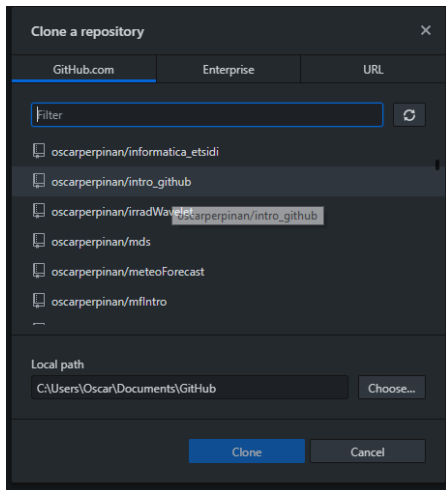 Clone a repository
GitHub.com
Enterprise
URL
Filter
oscarperpinan/informatica_etsidi
oscarperpinan/intro_github
oscarperpinan/irradWavelet
oscarperpinan/intro_github
oscarperpinan/mds
oscarperpinan/meteoForecast
oscarperpinan/mfIntro
Local path
C:\Users\Oscar\Documents\GitHub
Choose...
Clone
Cancel